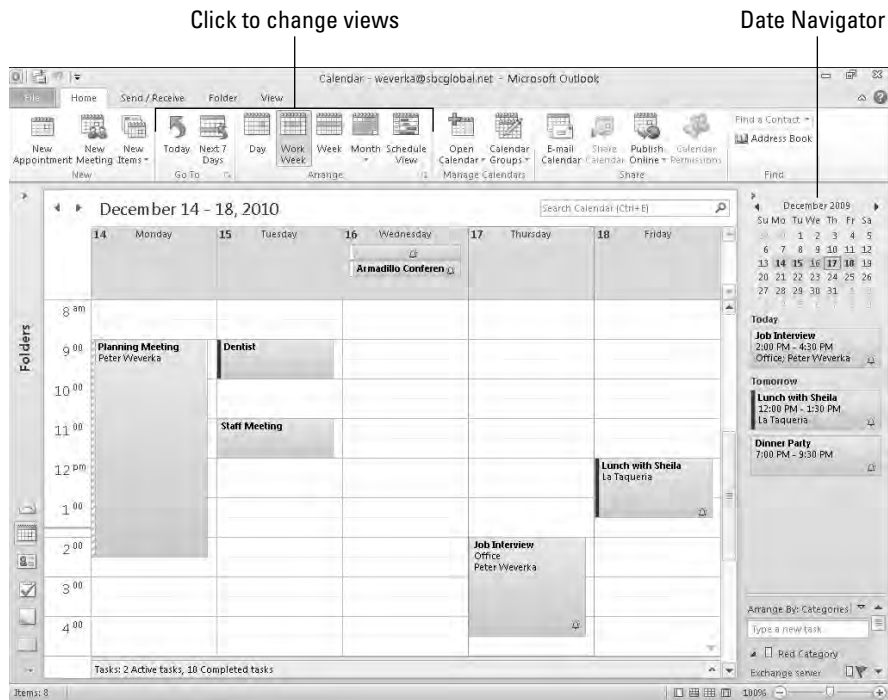 Click to change views
Date Navigator
Calendar - weverka@sbcglobal.net - Microsoft Outlook
File Home Send / Receive Folder View
New Appointment
New Meeting
New Items
Today
Next 7 Days
Day
Work Week
Week
Month
Schedule View
Open Calendar
Calendar Groups
E-mail Calendar
Share Calendar
Publish Online
Calendar Permissions
Find a Contact
Address Book
New
Go To
Arrange
Manage Calendars
Share
Find
December 14 - 18, 2010
Search Calendar (Ctrl+E)
14 Monday
15 Tuesday
16 Wednesday
17 Thursday
18 Friday
Armadillo Conferen
Folders
8 am
9 00
10 00
11 00
12 pm
1 00
2 00
3 00
4 00
Planning Meeting
Peter Weverka
Dentist
Staff Meeting
Lunch with Sheila
La Taqueria
Job Interview
Office
Peter Weverka
Tasks: 2 Active tasks, 10 Completed tasks
December 2009
Su Mo Tu We Th Fr Sa
1 2 3 4 5
6 7 8 9 10 11 12
13 14 15 16 17 18 19
20 21 22 23 24 25 26
27 28 29 30 31
Today
Job Interview
2:00 PM - 4:30 PM
Office; Peter Weverka
Tomorrow
Lunch with Sheila
12:00 PM - 1:30 PM
La Taqueria
Dinner Party
7:00 PM - 9:30 PM
Arrange By: Categories
Type a new task
Red Category
Exchange server
Items: 8
100%